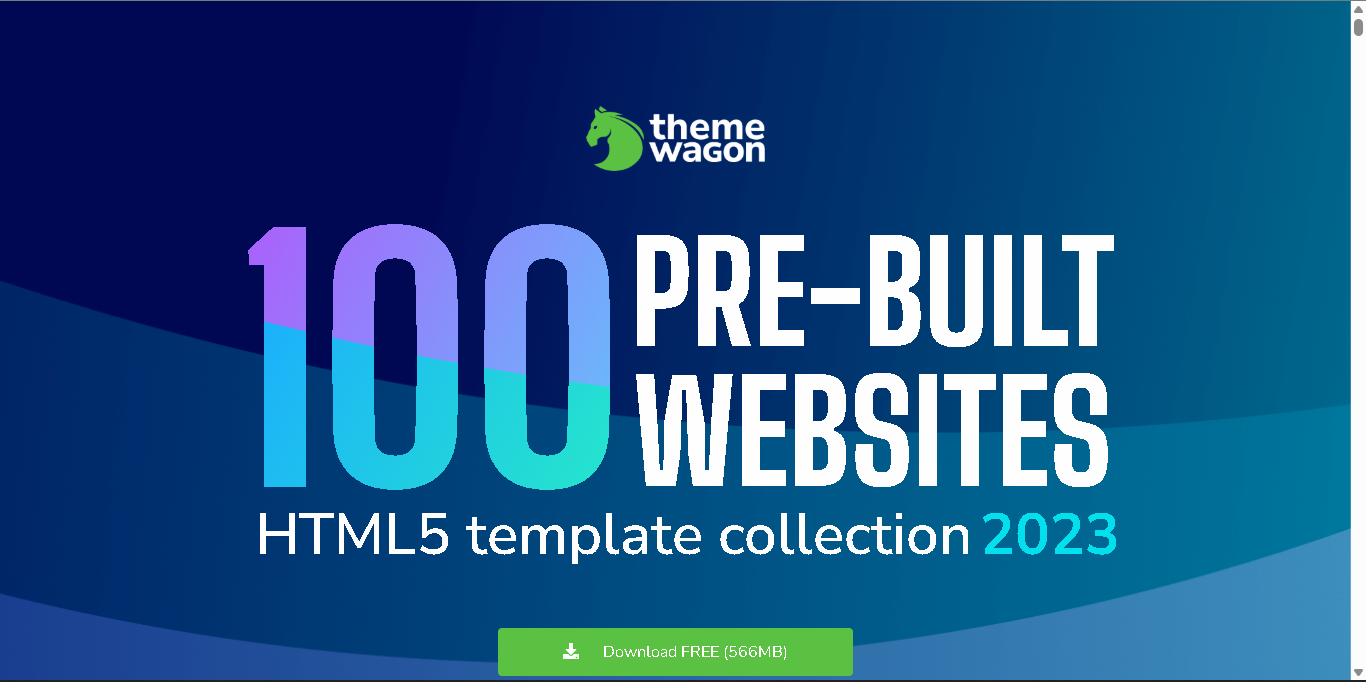 theme
wagon
100 PRE-BUILT
WEBSITES
HTML5 template collection 2023
Download FREE (566MB)